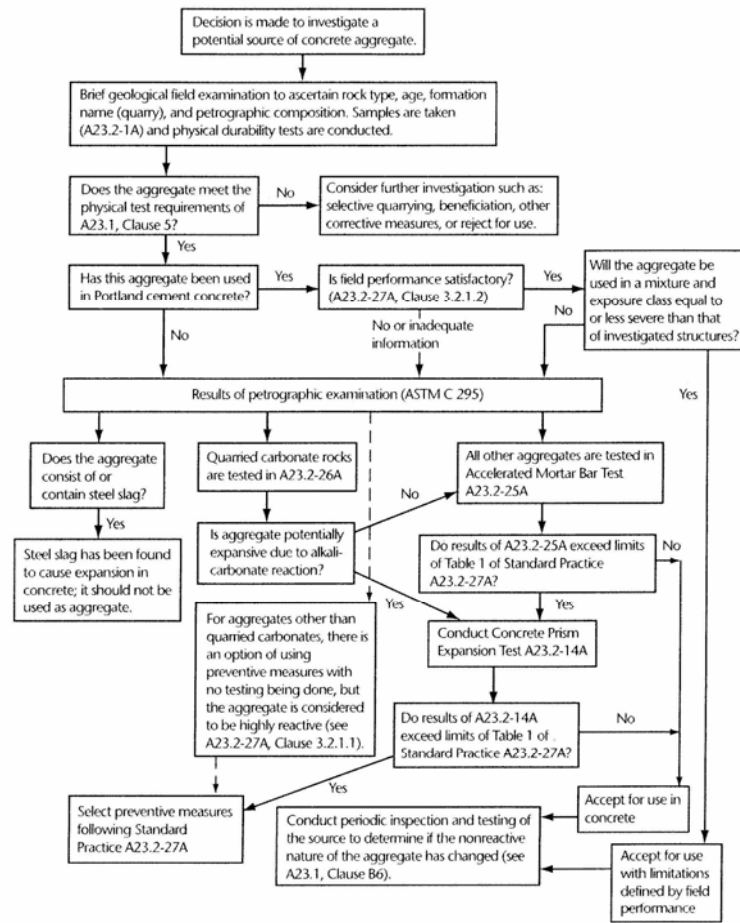 Decision is made to investigate a
potential source of concrete aggregate.
Brief geological field examination to ascertain rock type, age, formation
name (quarry), and petrographic composition. Samples are taken
(A23.2-1A) and physical durability tests are conducted.
Does the aggregate meet the
physical test requirements of
A23.1, Clause 5?
No
Consider further investigation such as:
selective quarrying, beneficiation, other
corrective measures, or reject for use.
Yes
Has this aggregate been used
in Portland cement concrete?
Yes
Is field performance satisfactory?
(A23.2-27A, Clause 3.2.1.2)
Yes
Will the aggregate be
used in a mixture and
exposure class equal to
or less severe than that
of investigated structures?
No
No
No or inadequate
information
Yes
Results of petrographic examination (ASTM C 295)
Does the aggregate
consist of or
contain steel slag?
Yes
Steel slag has been found
to cause expansion in
concrete; it should not be
used as aggregate.
Quarried carbonate rocks
are tested in A23.2-26A
Is aggregate potentially
expansive due to alkali-
carbonate reaction?
No
Yes
All other aggregates are tested in
Accelerated Mortar Bar Test
A23.2-25A
Do results of A23.2-25A exceed limits
of Table 1 of Standard Practice
A23.2-27A?
No
Yes
For aggregates other than
quarried carbonates, there is
an option of using
preventive measures with
no testing being done, but
the aggregate is considered
to be highly reactive (see
A23.2-27A, Clause 3.2.1.1).
Conduct Concrete Prism
Expansion Test A23.2-14A
Do results of A23.2-14A
exceed limits of Table 1 of
Standard Practice A23.2-27A?
No
Yes
Select preventive measures
following Standard
Practice A23.2-27A
Accept for use in
concrete
Conduct periodic inspection and testing of
the source to determine if the nonreactive
nature of the aggregate has changed (see
A23.1, Clause B6).
Accept for use
with limitations
defined by field
performance